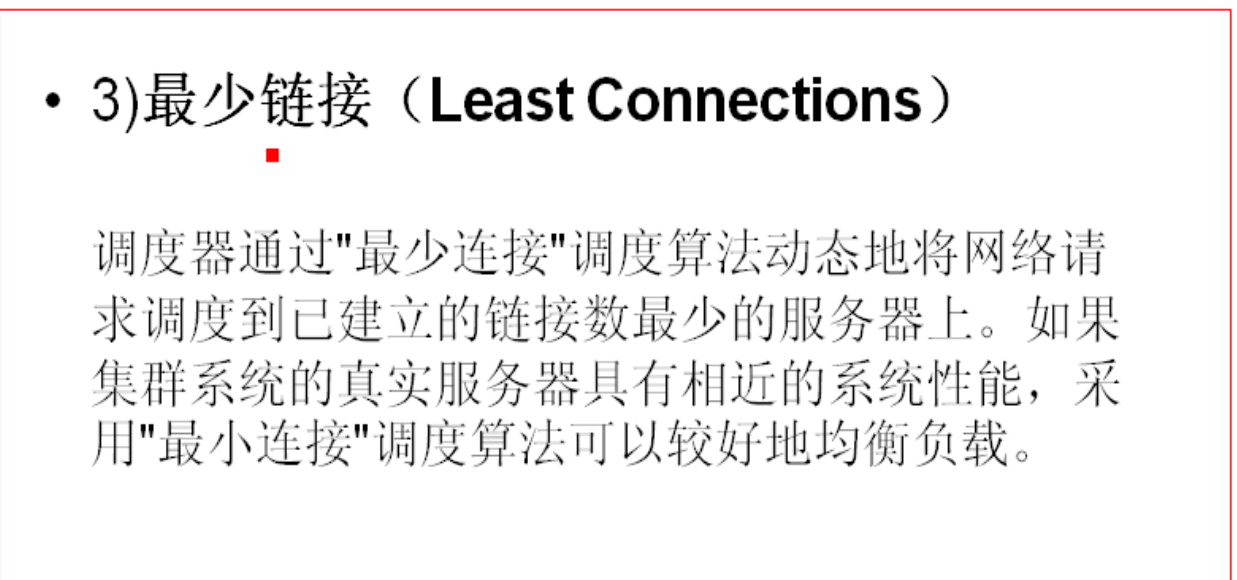 • 3)最少链接（Least Connections）
调度器通过"最少连接"调度算法动态地将网络请
求调度到已建立的链接数最少的服务器上。如果
集群系统的真实服务器具有相近的系统性能，采
用"最小连接"调度算法可以较好地均衡负载。